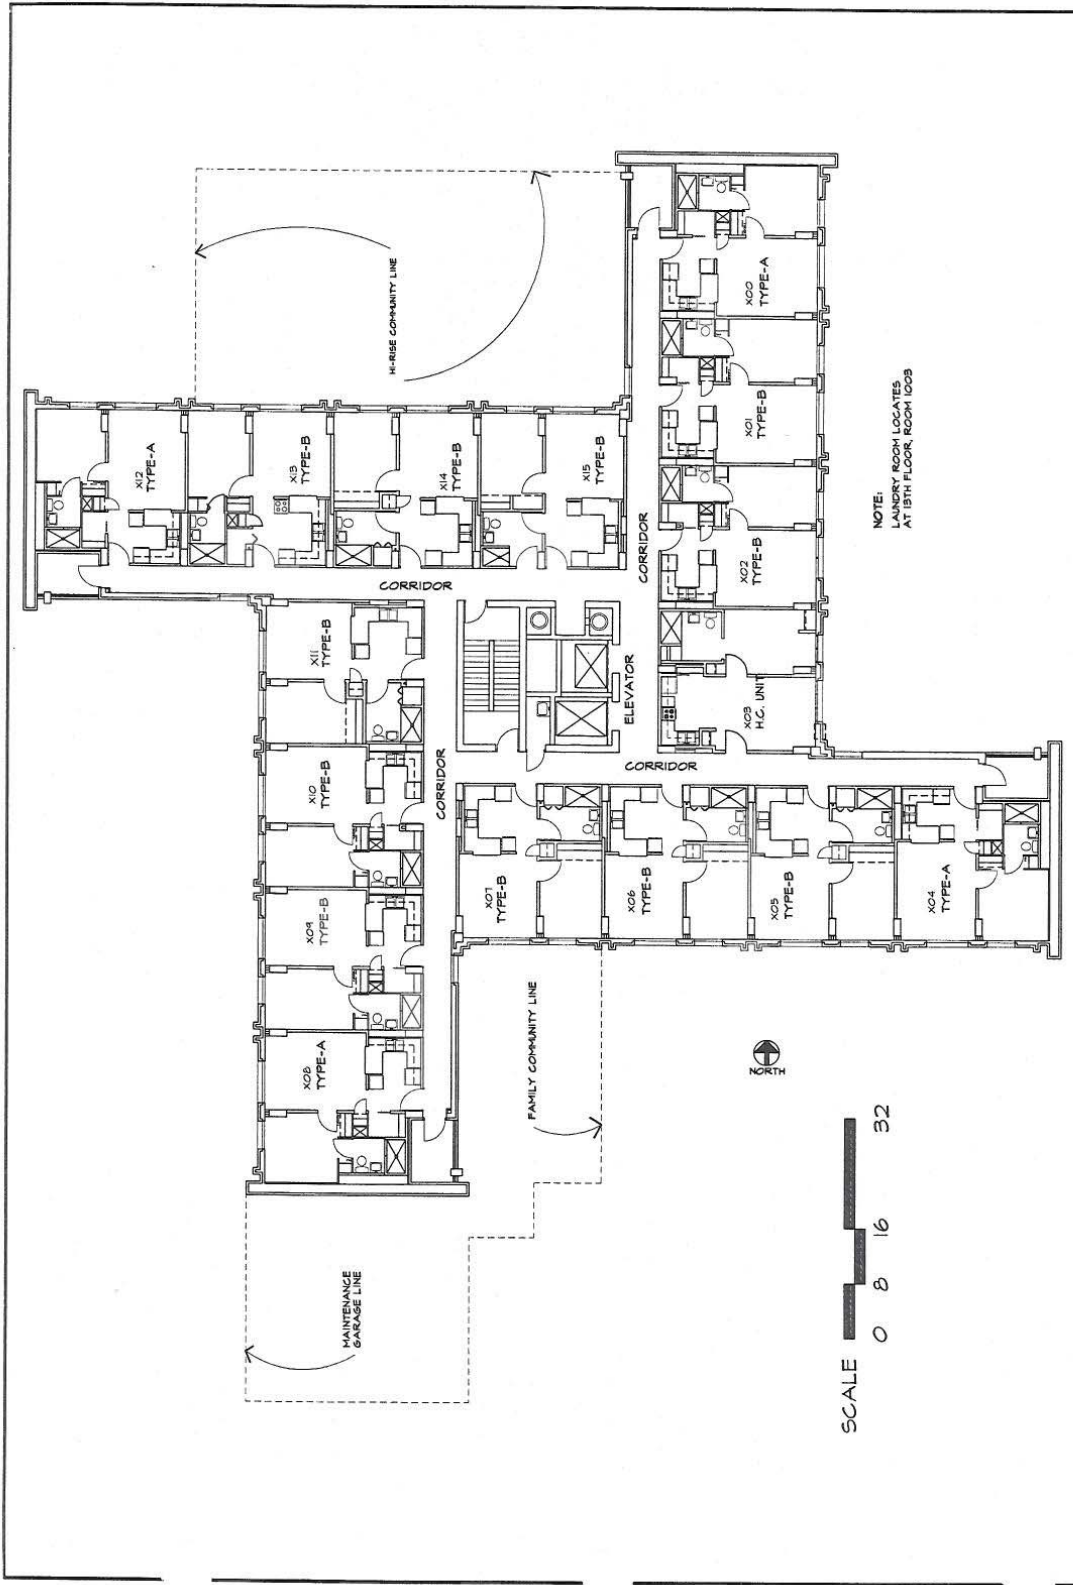 HI-RISE COMMUNITY LINE
X12
TYPE-A
X13
TYPE-B
X14
TYPE-B
X15
TYPE-B
X00
TYPE-A
X01
TYPE-B
X02
TYPE-B
X03
H.C. UNIT
NOTE:
LAUNDRY ROOM LOCATES
AT 15TH FLOOR, ROOM 1003
CORRIDOR
CORRIDOR
ELEVATOR
CORRIDOR
CORRIDOR
X11
TYPE-B
X10
TYPE-B
X09
TYPE-B
X08
TYPE-A
X07
TYPE-B
X06
TYPE-B
X05
TYPE-B
X04
TYPE-A
FAMILY COMMUNITY LINE
MAINTENANCE
GARAGE LINE
NORTH
SCALE
0 8 16 32